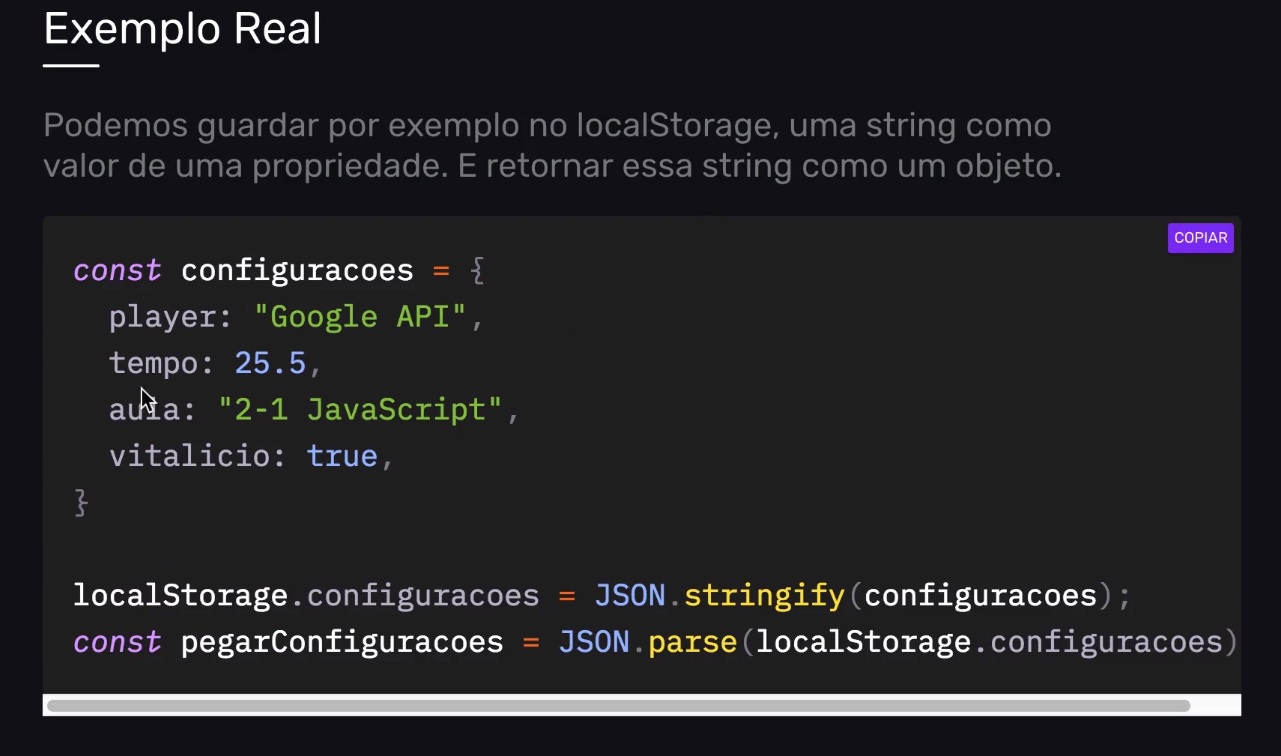 Exemplo Real
Podemos guardar por exemplo no localStorage, uma string como
valor de uma propriedade. E retornar essa string como um objeto.
COPIAR
const configuracoes = {
  player: "Google API",
  tempo: 25.5,
  aula: "2-1 JavaScript",
  vitalicio: true,
}
localStorage.configuracoes = JSON.stringify(configuracoes);
const pegarConfiguracoes = JSON.parse(localStorage.configuracoes)